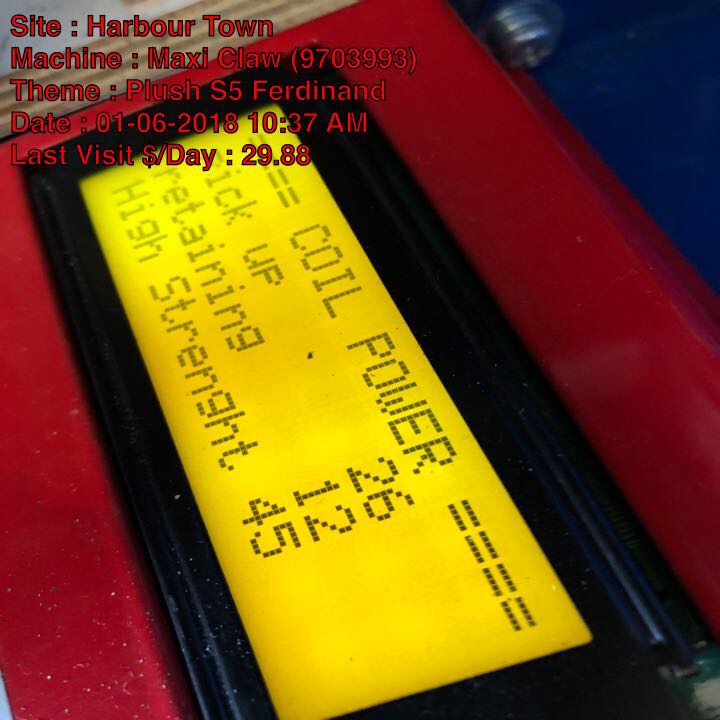 Site : Harbour Town
Machine : Maxi Claw (9703993)
Theme : Plush S5 Ferdinand
Date : 01-06-2018 10:37 AM
Last Visit $/Day : 29.88
=== COIL POWER ====
Pick up 26
retaining 12
High Strenght. 45